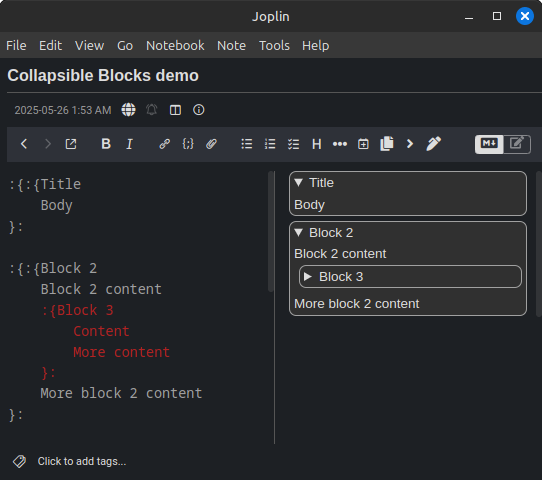 Joplin
File Edit View Go Notebook Note Tools Help
Collapsible Blocks demo
2025-05-26 1:53 AM
B I H M↓
:{:{Title
Body
}:
:{:{Block 2
Block 2 content
:{Block 3
Content
More content
}:
More block 2 content
}:
Title
Body
Block 2
Block 2 content
Block 3
More block 2 content
Click to add tags...